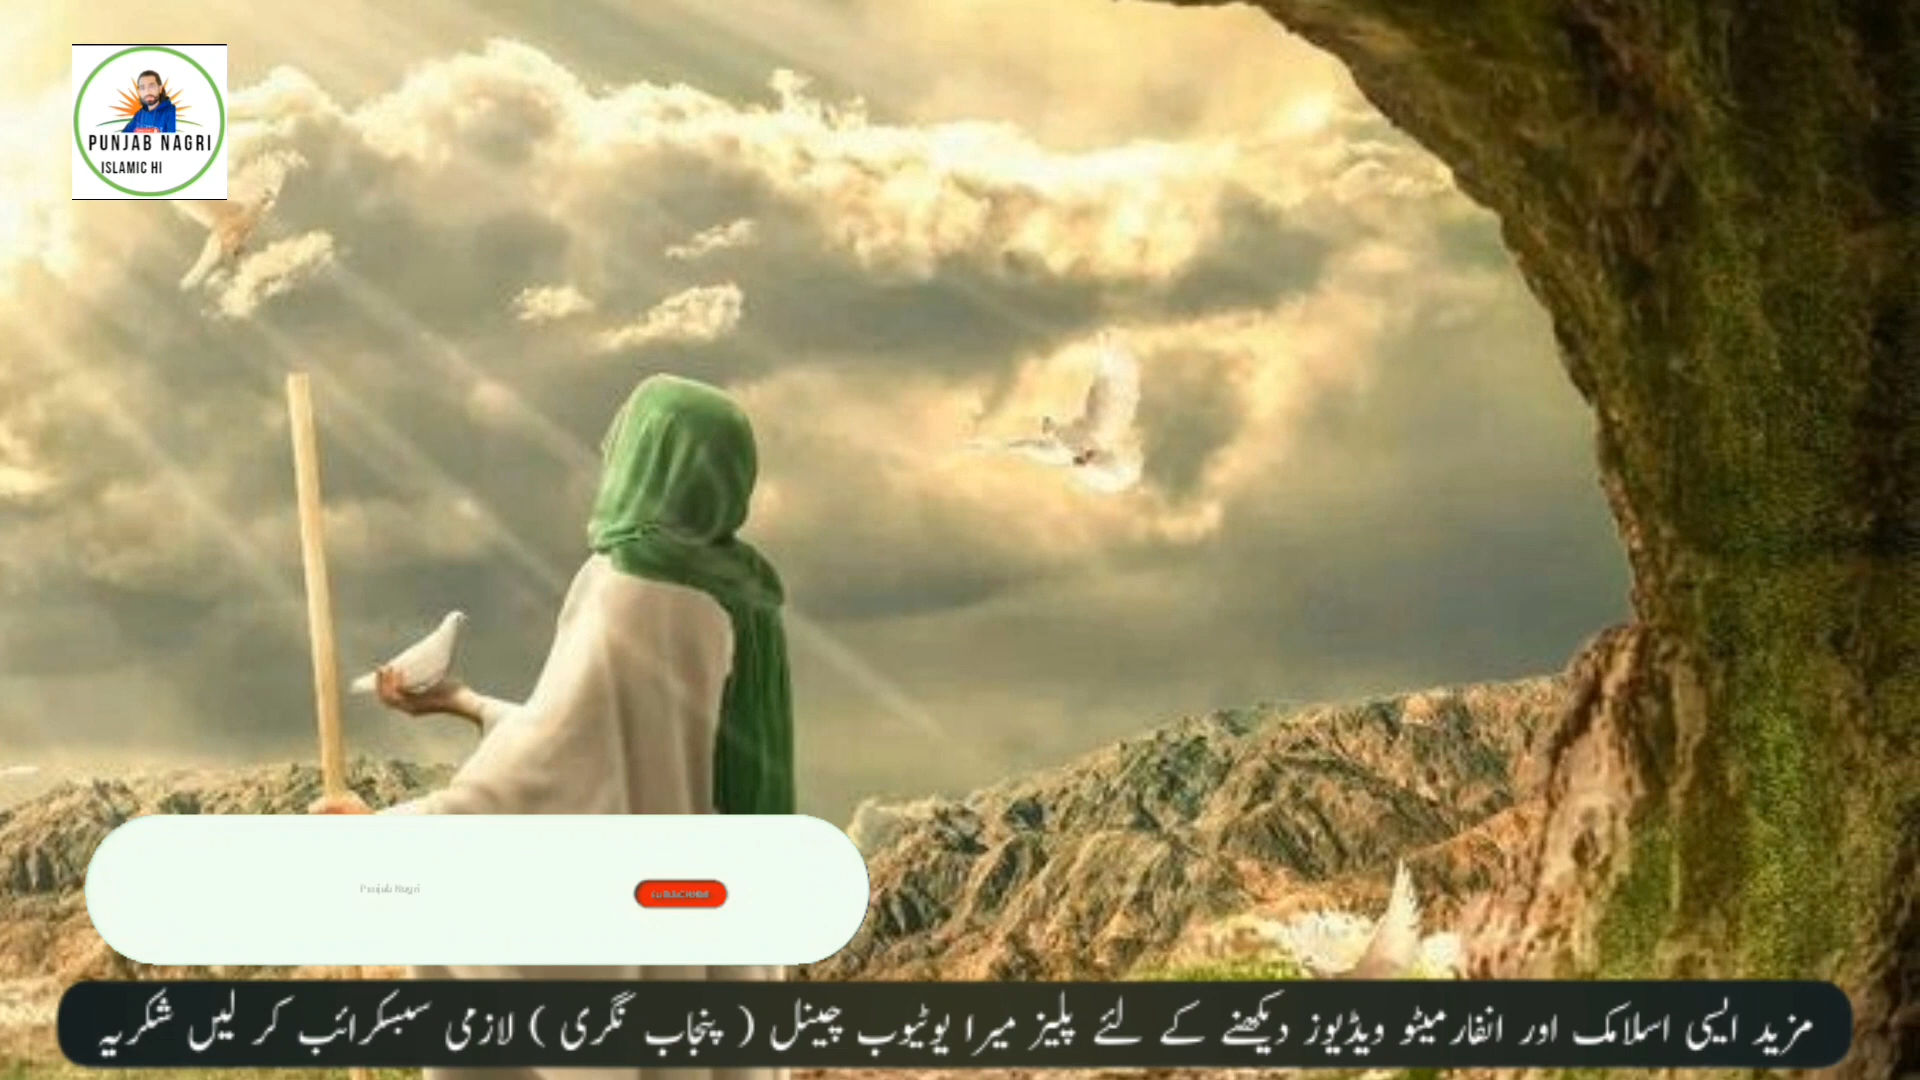 PUNJAB NAGRI
ISLAMIC HI
Punjab Nagri
SUBSCRIBE
مزید ایسی اسلامک اور انفارمیٹو ویڈیوز دیکھنے کے لئے پلیز میرا یوٹیوب چینل ( پنجاب نگری ) لازمی سبسکرائب کر لیں شکریہ